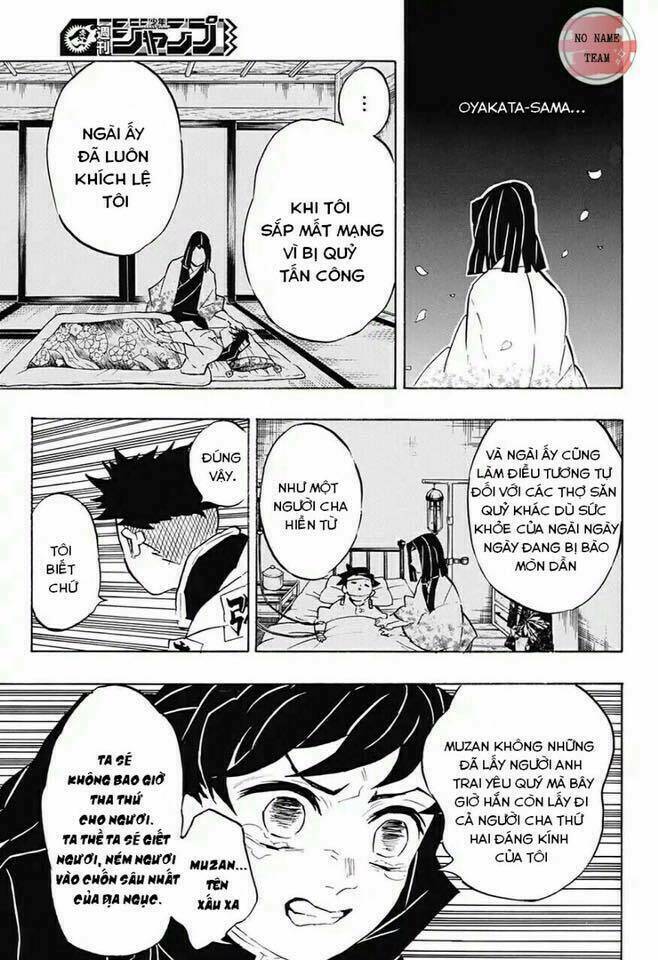 週刊少年ジャンプ
NO NAME
TEAM
OYAKATA-SAMA...
...
KHI TÔI
SẮP MẤT MẠNG
VÌ BỊ QUỶ
TẤN CÔNG
NGÀI ẤY
ĐÃ LUÔN
KHÍCH LỆ
TÔI
VÀ NGÀI ẤY CŨNG
LÀM ĐIỀU TƯƠNG TỰ
ĐỐI VỚI CÁC THỢ SĂN
QUỶ KHÁC DÙ SỨC
KHỎE CỦA NGÀI NGÀY
NGÀY ĐANG BỊ BÀO
MÒN DẦN
NHƯ MỘT
NGƯỜI CHA
HIỀN TỪ
ĐÚNG
VẬY.
TÔI
BIẾT
CHỨ
MUZAN KHÔNG NHỮNG
ĐÃ LẤY NGƯỜI ANH
TRAI YÊU QUÝ MÀ BÂY
GIỜ HẮN CÒN LẤY ĐI
CẢ NGƯỜI CHA THỨ
HAI ĐÁNG KÍNH
CỦA TÔI
MUZAN...
TÊN
XẤU XA
TA SẼ
KHÔNG BAO GIỜ
THA THỨ
CHO NGƯƠI.
TA THỀ TA SẼ GIẾT
NGƯƠI, NÉM NGƯƠI
VÀO CHỐN SÂU NHẤT
CỦA ĐỊA NGỤC.